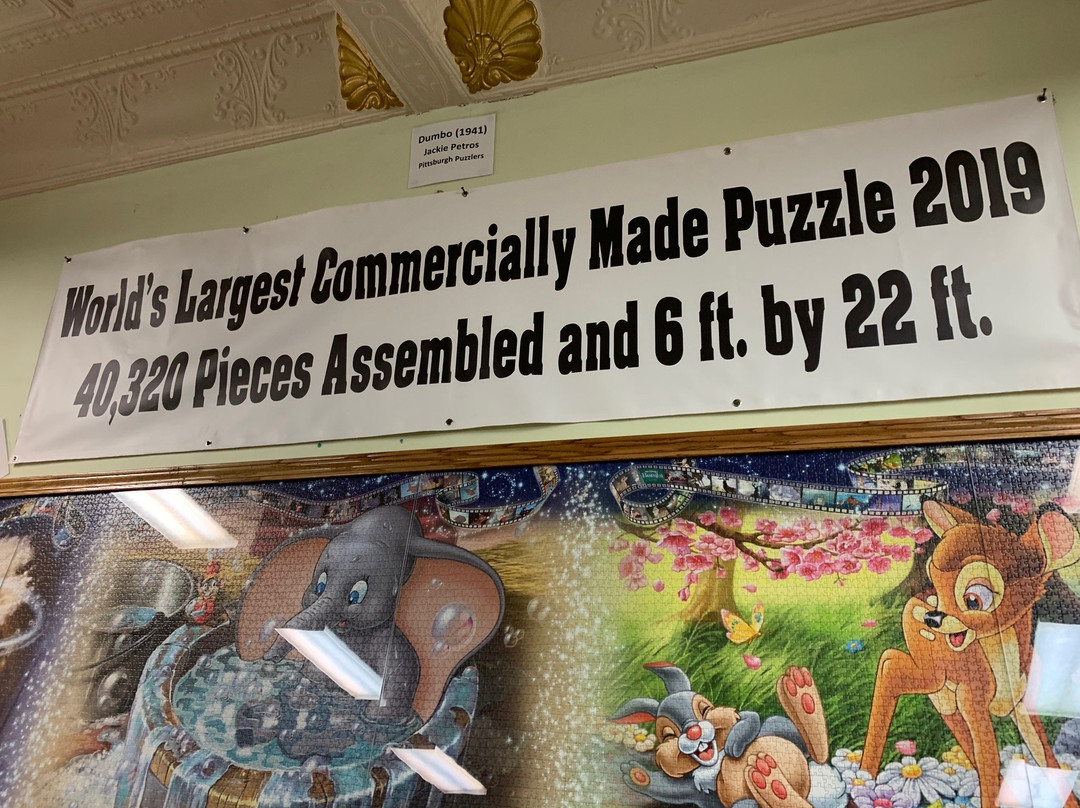 Dumbo (1941)
Jackie Petros
Pittsburgh Puzzlers
World's Largest Commercially Made Puzzle 2019
40,320 Pieces Assembled and 6 ft. by 22 ft.